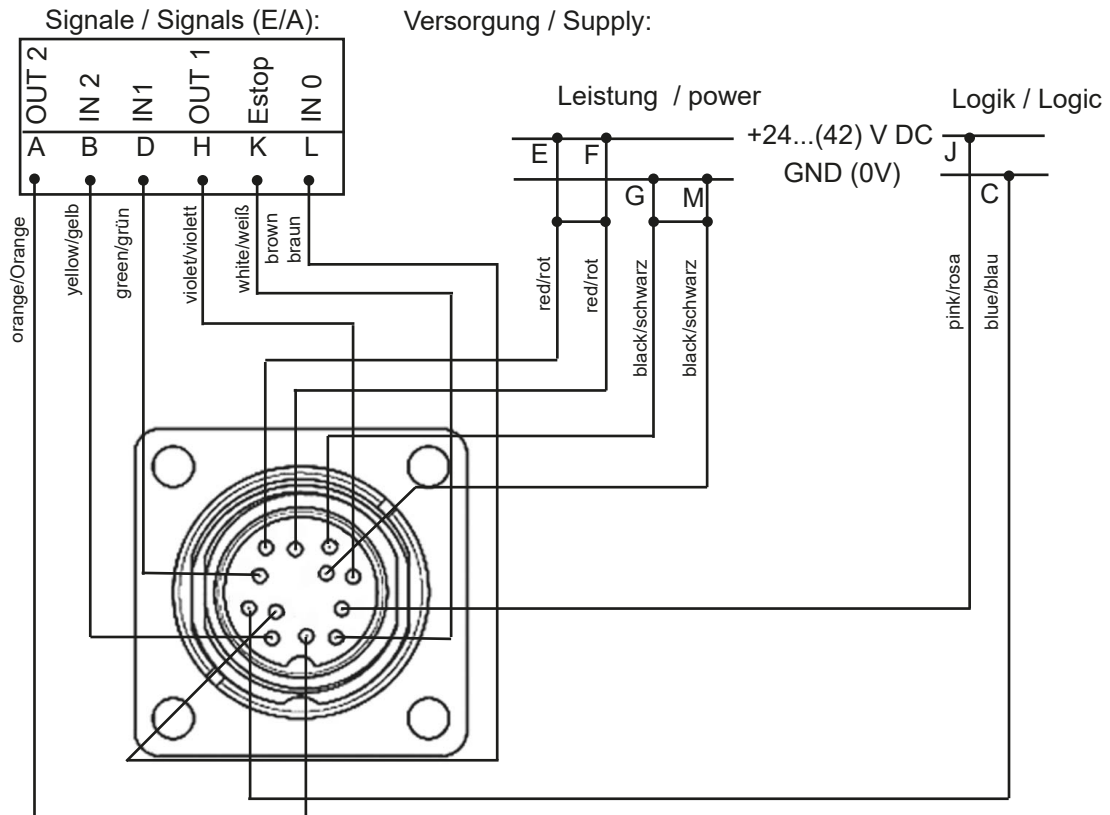 Signale / Signals (E/A):
Versorgung / Supply:
OUT 2
IN 2
IN1
OUT 1
Estop
IN 0
A
B
D
H
K
L
Leistung / power
Logik / Logic
+24...(42) V DC
GND (0V)
E
F
G
M
J
C
orange/Orange
yellow/gelb
green/grün
violet/violett
white/weiß
brown
braun
red/rot
red/rot
black/schwarz
black/schwarz
pink/rosa
blue/blau